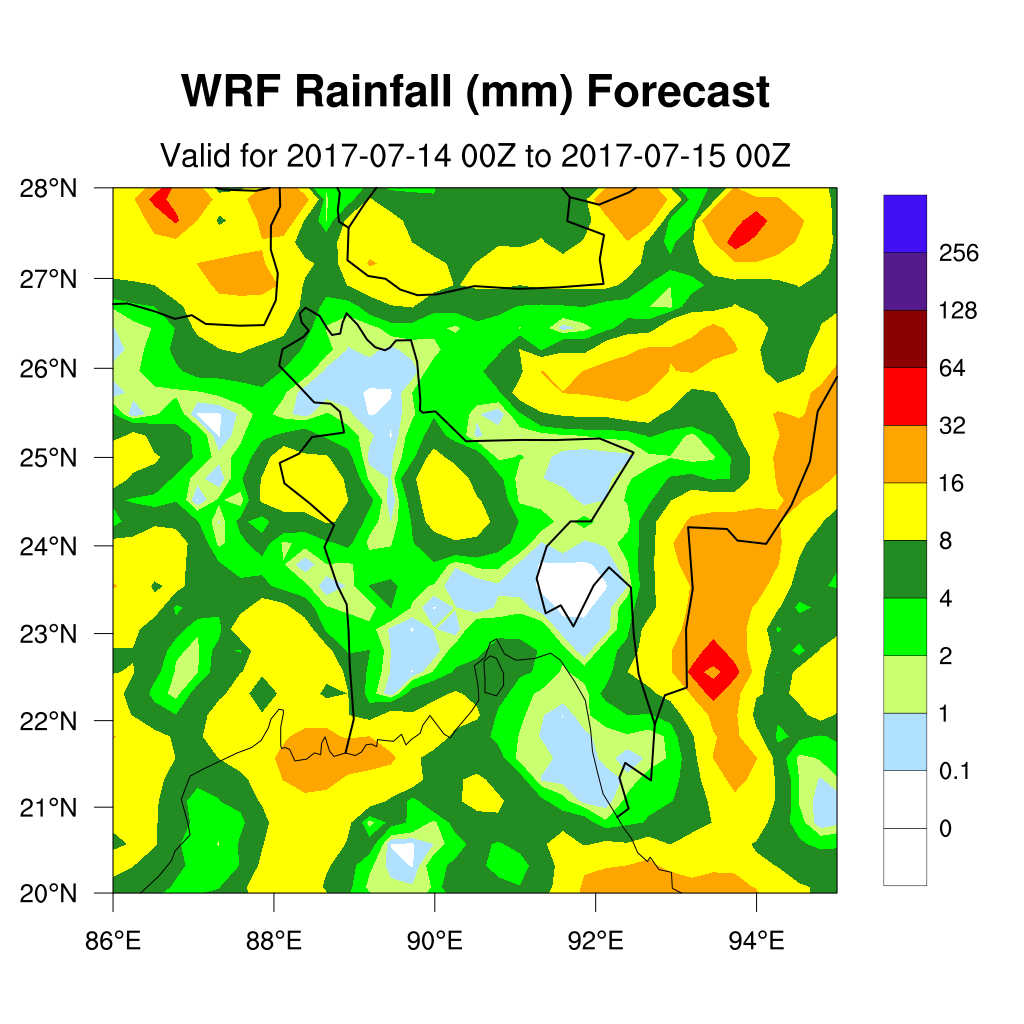 WRF Rainfall (mm) Forecast
Valid for 2017-07-14 00Z to 2017-07-15 00Z
28°N
27°N
26°N
25°N
24°N
23°N
22°N
21°N
20°N
86°E 88°E 90°E 92°E 94°E
256
128
64
32
16
8
4
2
1
0.1
0